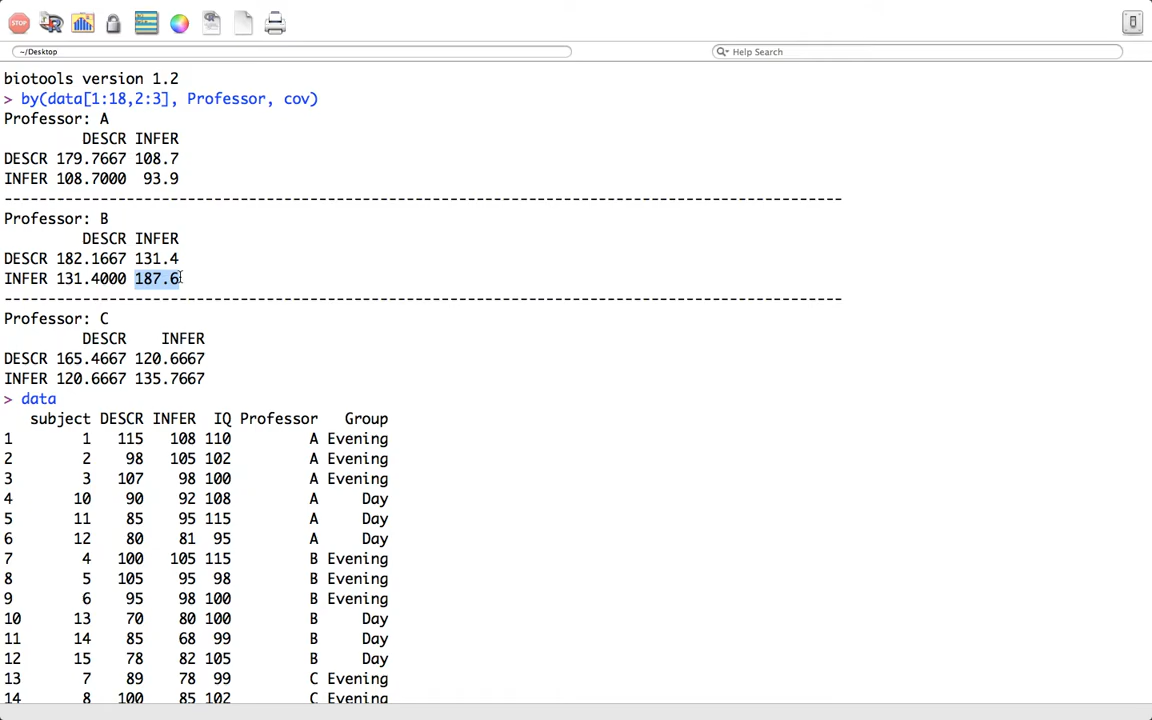 STOP
~/Desktop
Help Search
biotools version 1.2
> by(data[1:18,2:3], Professor, cov)
Professor: A
DESCR INFER
DESCR 179.7667 108.7
INFER 108.7000 93.9
------------------------------------------------------------------------------------------------
Professor: B
DESCR INFER
DESCR 182.1667 131.4
INFER 131.4000 187.6
------------------------------------------------------------------------------------------------
Professor: C
DESCR INFER
DESCR 165.4667 120.6667
INFER 120.6667 135.7667
> data
subject DESCR INFER IQ Professor Group
1 1 115 108 110 A Evening
2 2 98 105 102 A Evening
3 3 107 98 100 A Evening
4 10 90 92 108 A Day
5 11 85 95 115 A Day
6 12 80 81 95 A Day
7 4 100 105 115 B Evening
8 5 105 95 98 B Evening
9 6 95 98 100 B Evening
10 13 70 80 100 B Day
11 14 85 68 99 B Day
12 15 78 82 105 B Day
13 7 89 78 99 C Evening
14 8 100 85 102 C Evening